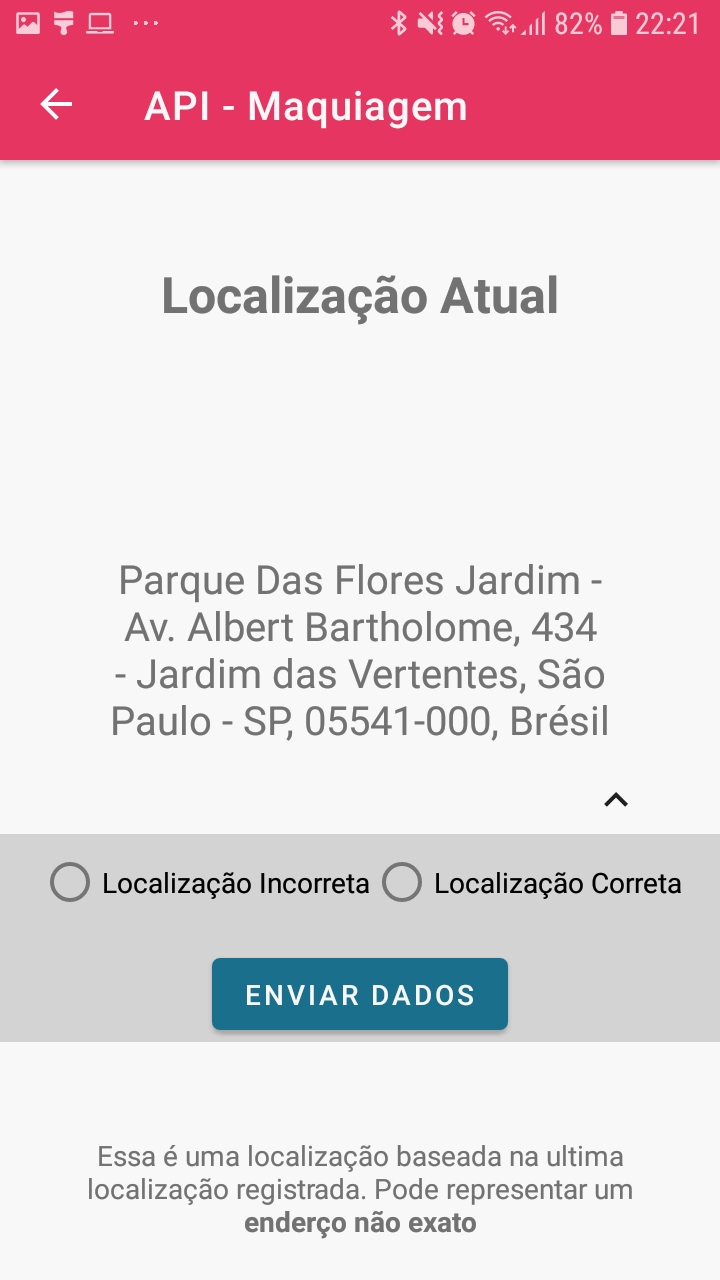 82% 22:21
API - Maquiagem
Localização Atual
Parque Das Flores Jardim -
Av. Albert Bartholome, 434
- Jardim das Vertentes, São
Paulo - SP, 05541-000, Brésil
Localização Incorreta Localização Correta
ENVIAR DADOS
Essa é uma localização baseada na ultima
localização registrada. Pode representar um
enderço não exato